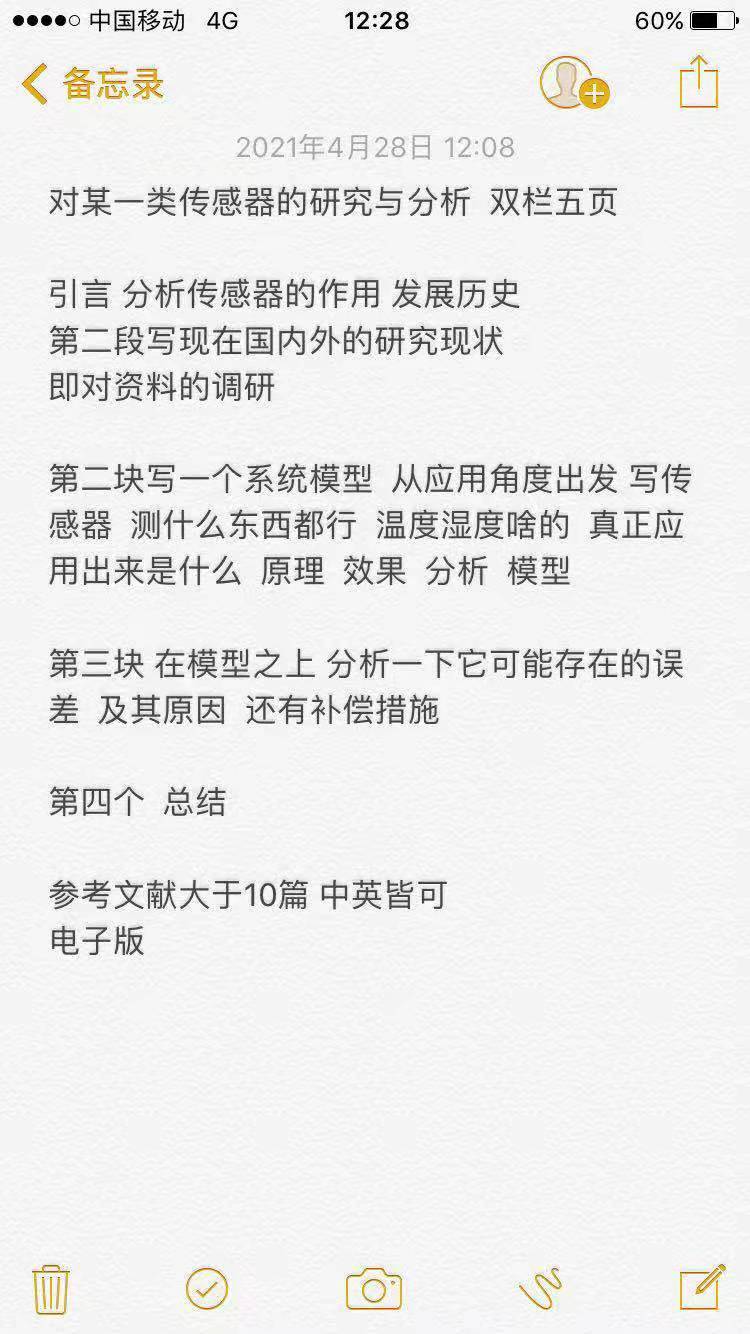 中国移动 4G 12:28 60%
备忘录
2021年4月28日 12:08
对某一类传感器的研究与分析 双栏五页
引言 分析传感器的作用 发展历史
第二段写现在国内外的研究现状
即对资料的调研
第二块写一个系统模型 从应用角度出发 写传
感器 测什么东西都行 温度湿度啥的 真正应
用出来是什么 原理 效果 分析 模型
第三块 在模型之上 分析一下它可能存在的误
差 及其原因 还有补偿措施
第四个 总结
参考文献大于10篇 中英皆可
电子版